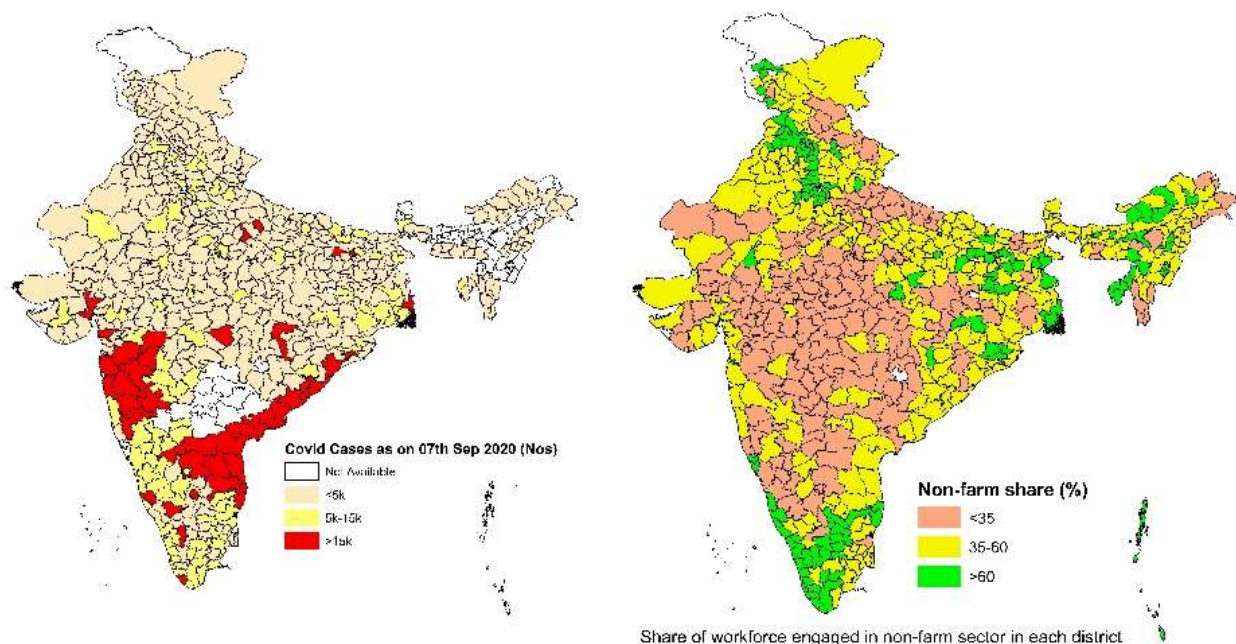 Covid Cases as on 07th Sep 2020 (Nos)
Not Available
<5k
5k-15k
>15k
Non-farm share (%)
<35
35-60
>60
Share of workforce engaged in non-farm sector in each district